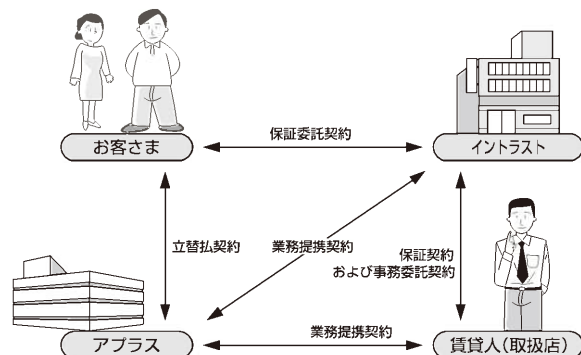 保証委託契約
お客さま
イントラスト
立替払契約
業務提携契約
保証契約
および事務委託契約
業務提携契約
アプラス
賃貸人(取扱店)